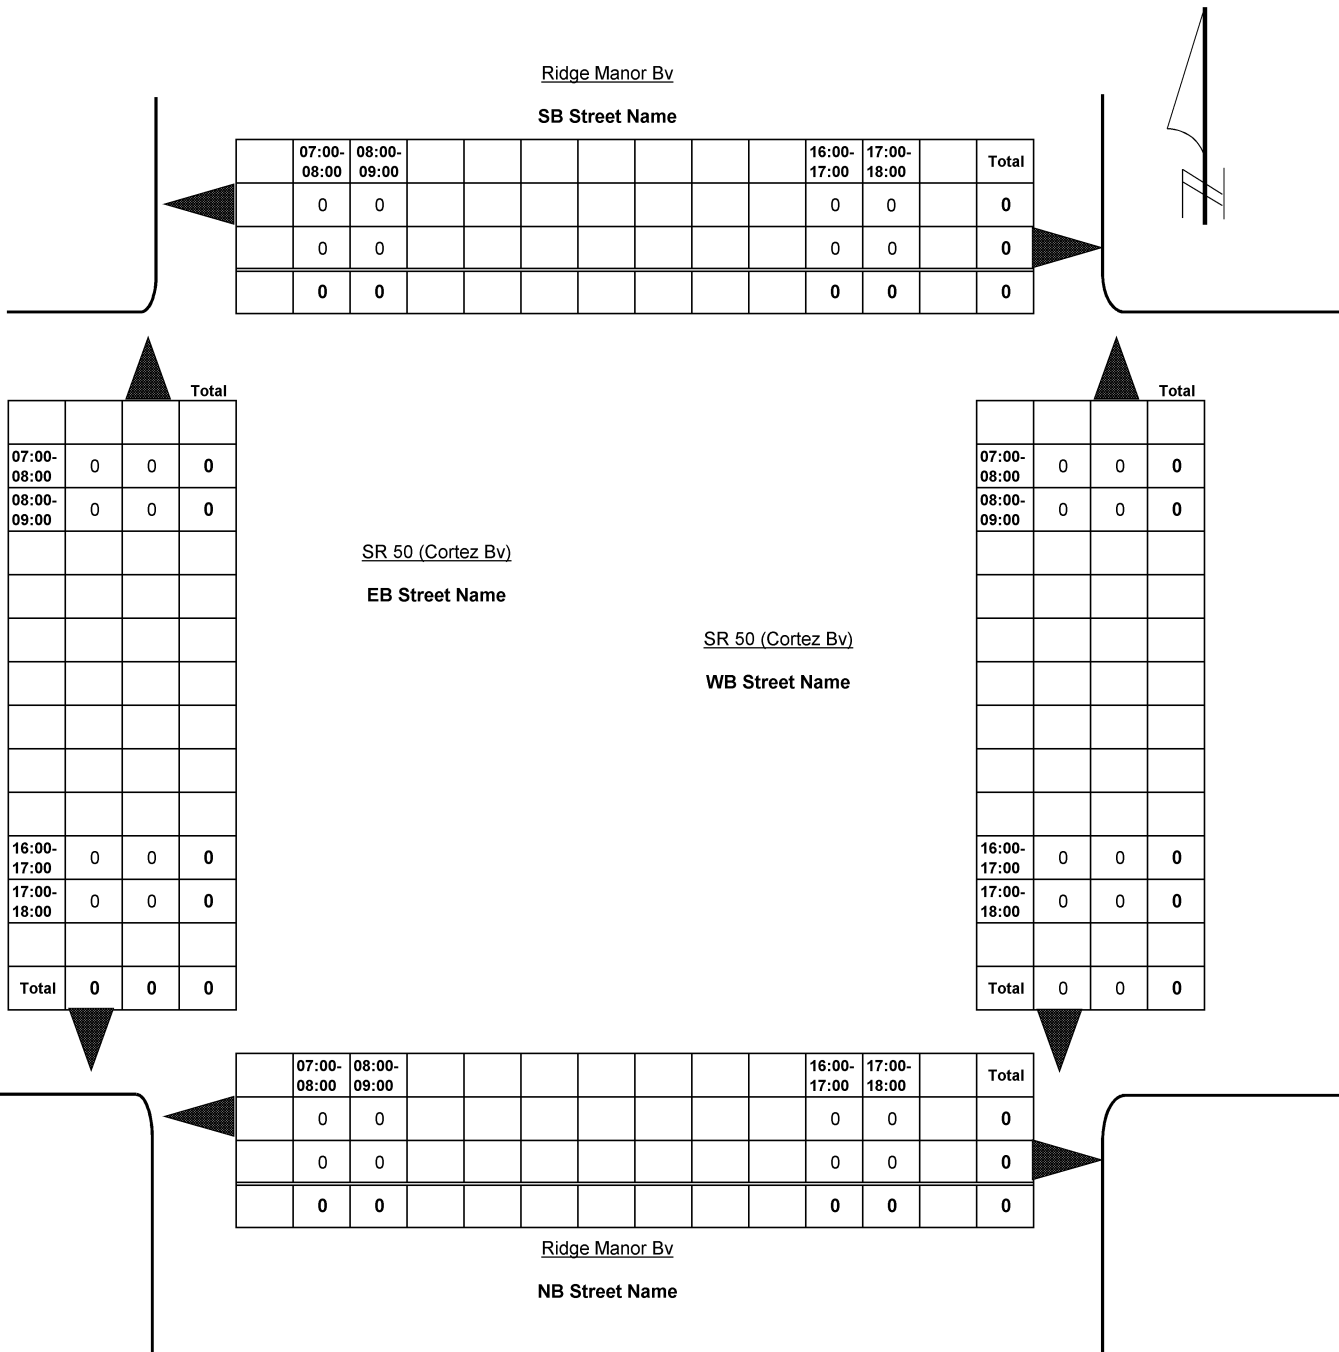 Ridge Manor Bv
SB Street Name
07:00-08:00 08:00-09:00 16:00-17:00 17:00-18:00 Total
0 0 0 0 0
0 0 0 0 0
0 0 0 0 0
Total
07:00-08:00 0 0 0
08:00-09:00 0 0 0
16:00-17:00 0 0 0
17:00-18:00 0 0 0
Total 0 0 0
SR 50 (Cortez Bv)
EB Street Name
SR 50 (Cortez Bv)
WB Street Name
Total
07:00-08:00 0 0 0
08:00-09:00 0 0 0
16:00-17:00 0 0 0
17:00-18:00 0 0 0
Total 0 0 0
07:00-08:00 08:00-09:00 16:00-17:00 17:00-18:00 Total
0 0 0 0 0
0 0 0 0 0
0 0 0 0 0
Ridge Manor Bv
NB Street Name